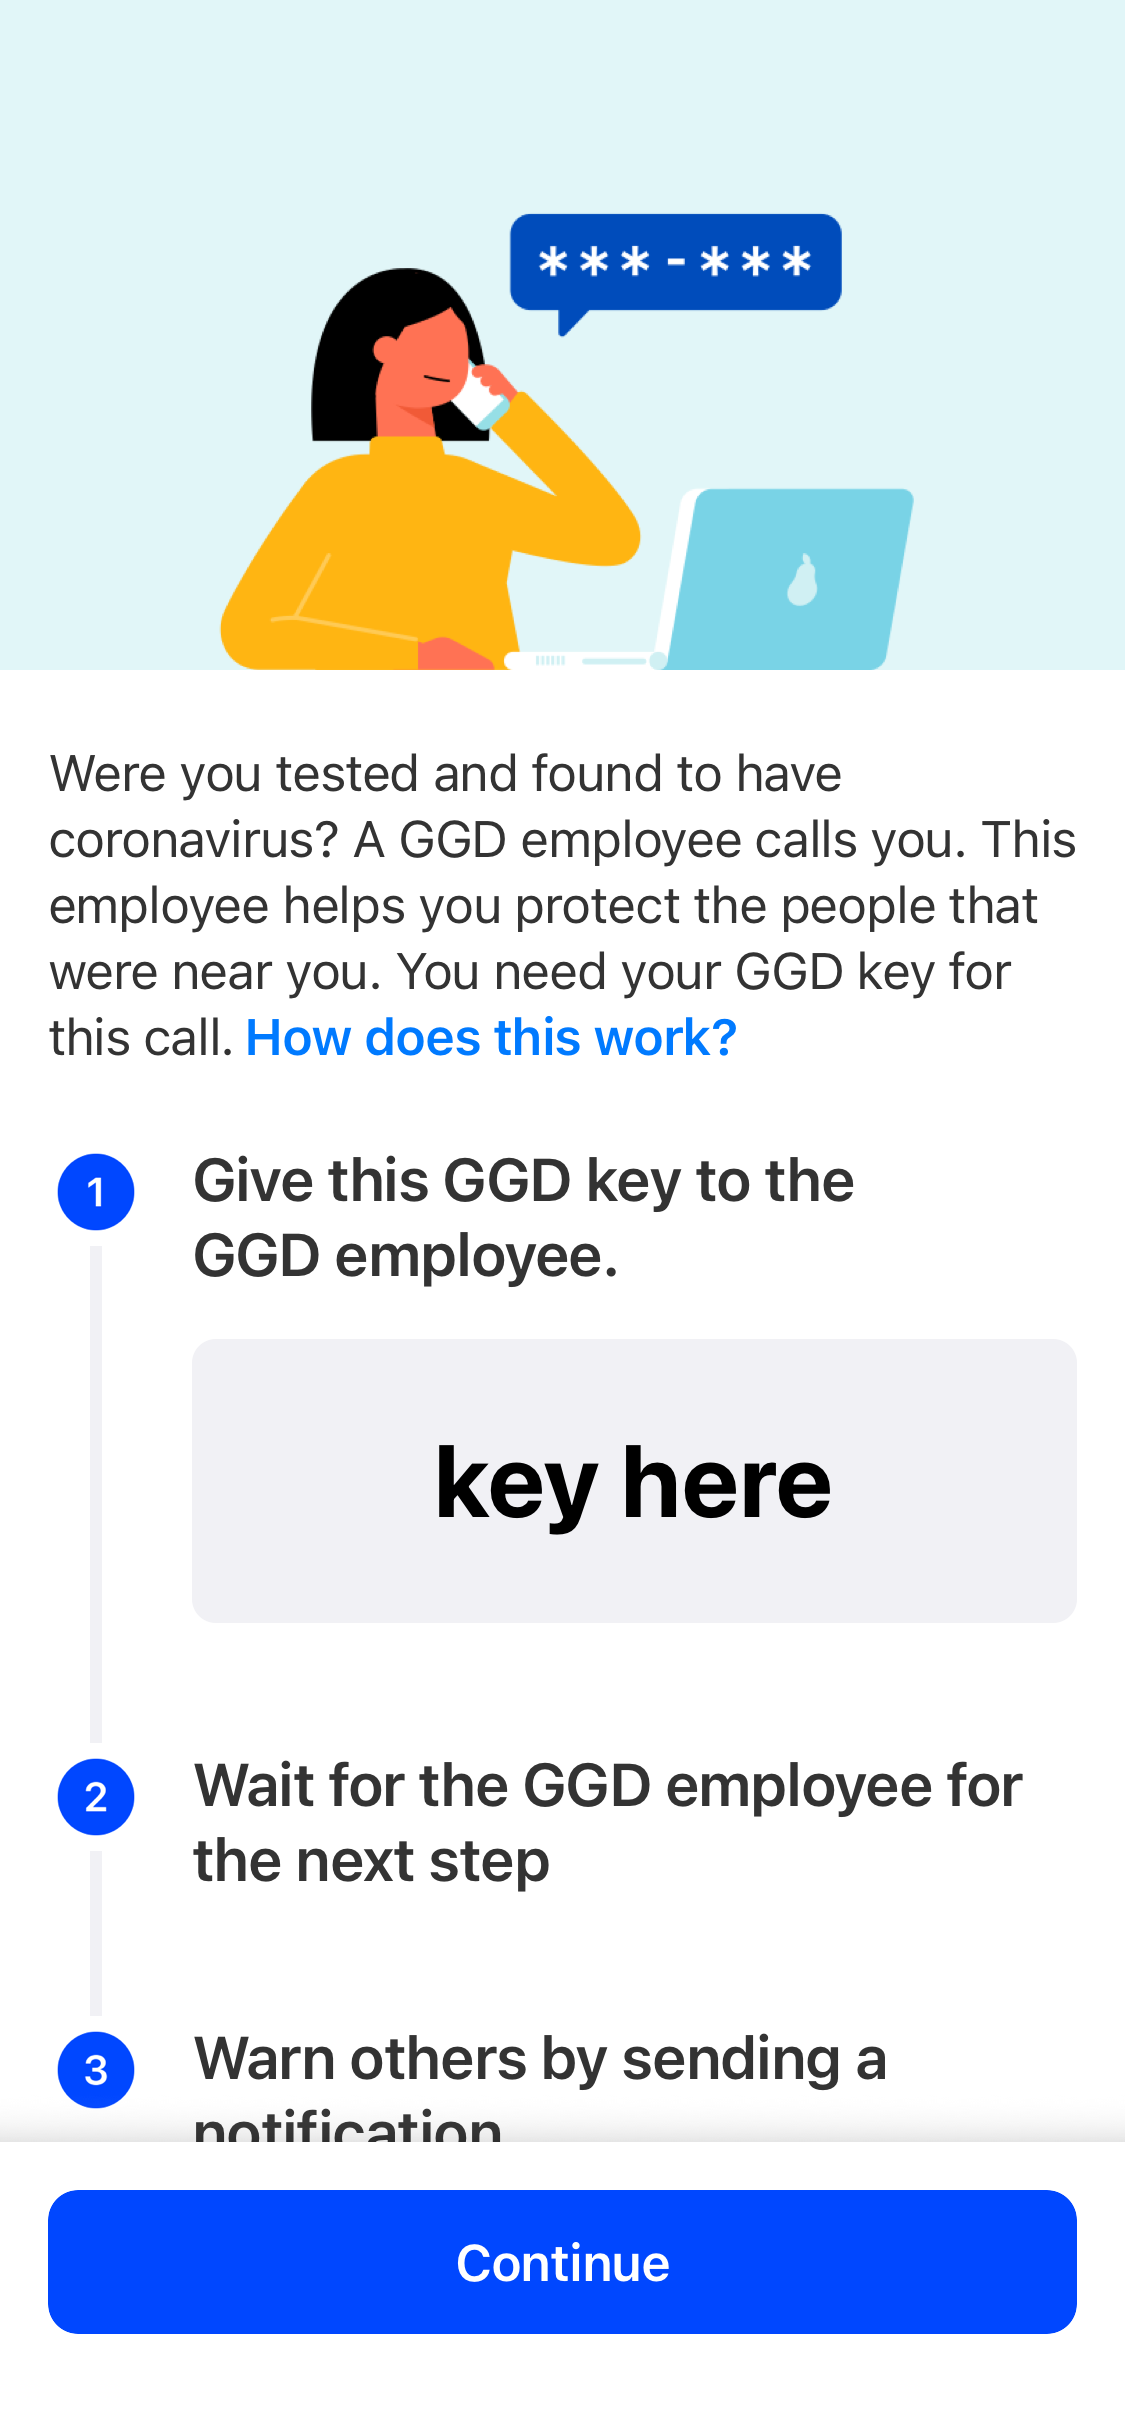 ***-***
Were you tested and found to have
coronavirus? A GGD employee calls you. This
employee helps you protect the people that
were near you. You need your GGD key for
this call. How does this work?
1
Give this GGD key to the
GGD employee.
key here
2
Wait for the GGD employee for
the next step
3
Warn others by sending a
notification
Continue